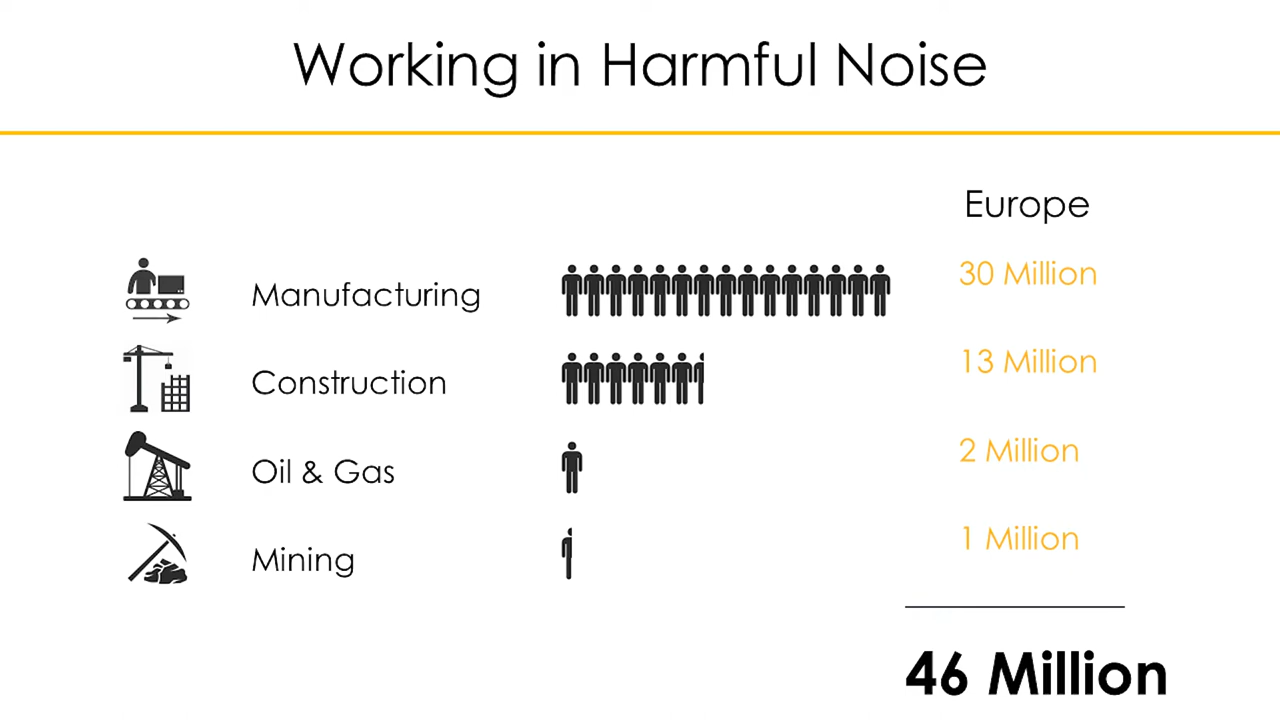 Working in Harmful Noise
Europe
Manufacturing 30 Million
Construction 13 Million
Oil & Gas 2 Million
Mining 1 Million
46 Million